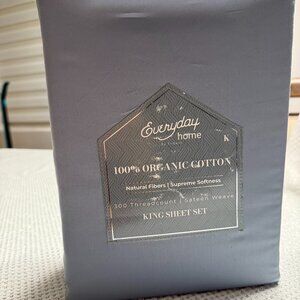 Everyday
home
K
100% ORGANIC COTTON
Natural Fibers | Supreme Softness
300 Threadcount | Sateen Weave
KING SHEET SET